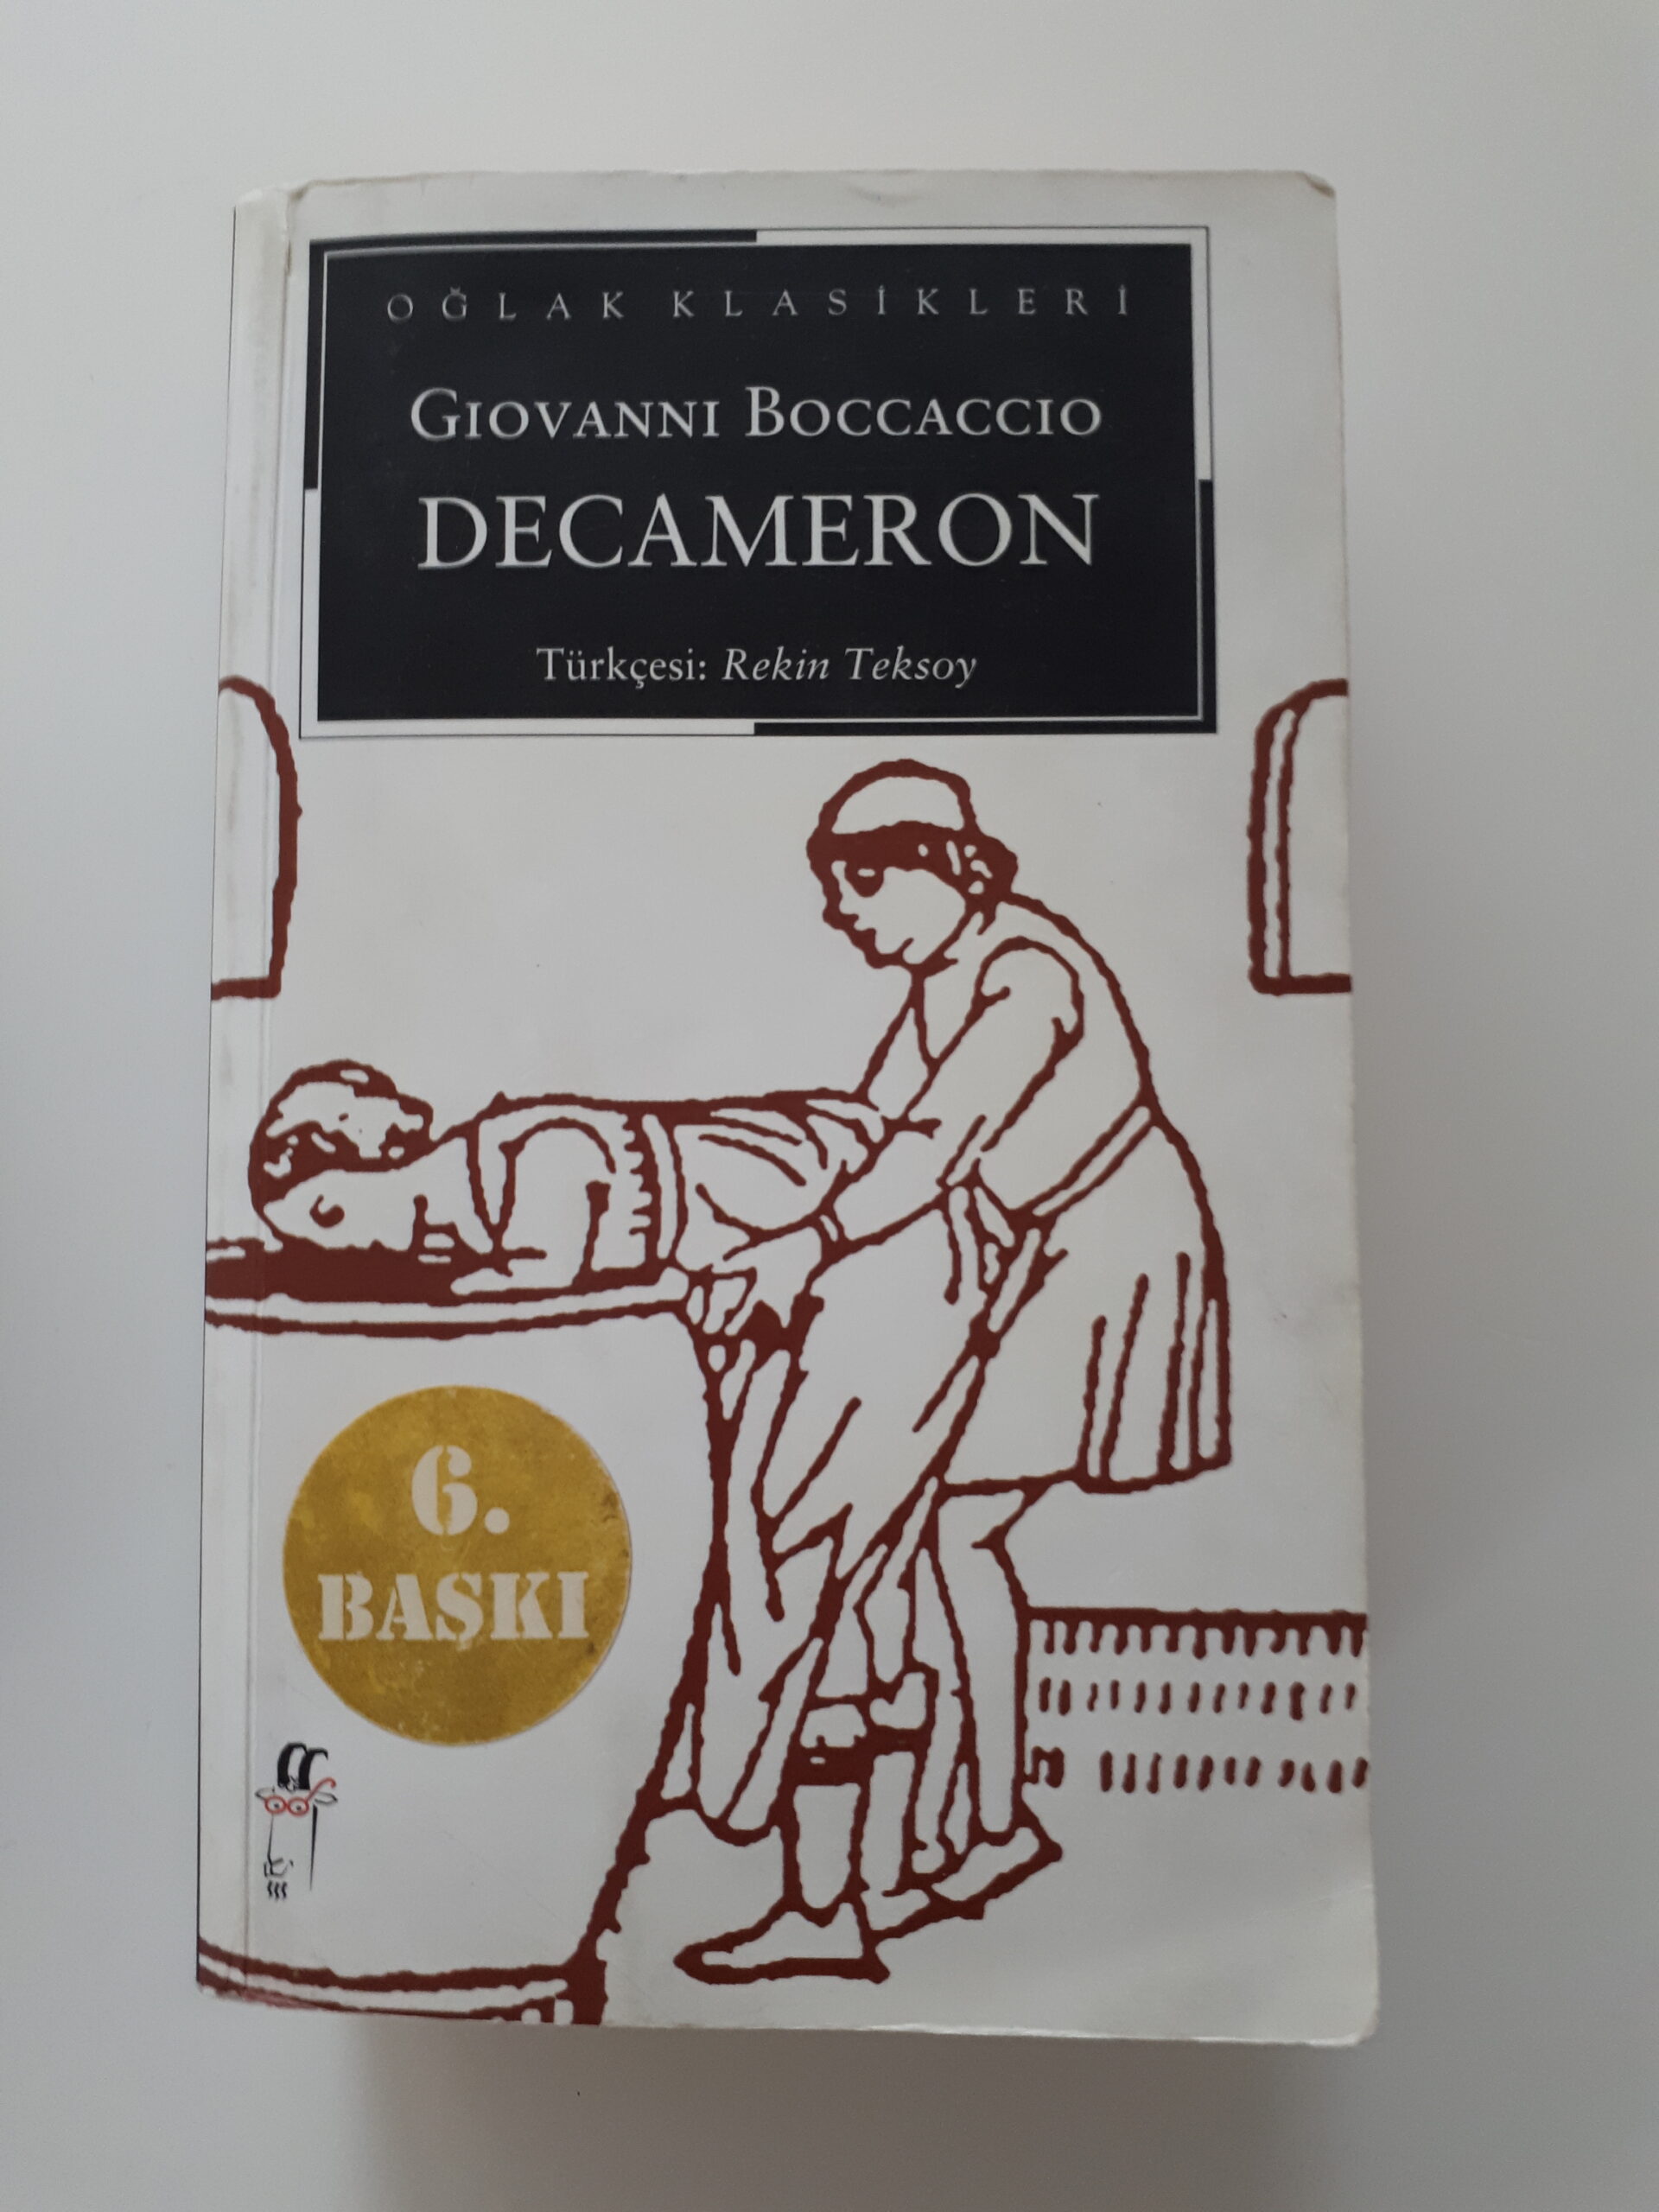 OĞLAK KLASİKLERİ
GIOVANNI BOCCACCIO
DECAMERON
Türkçesi: Rekin Teksoy
6.
BASKI